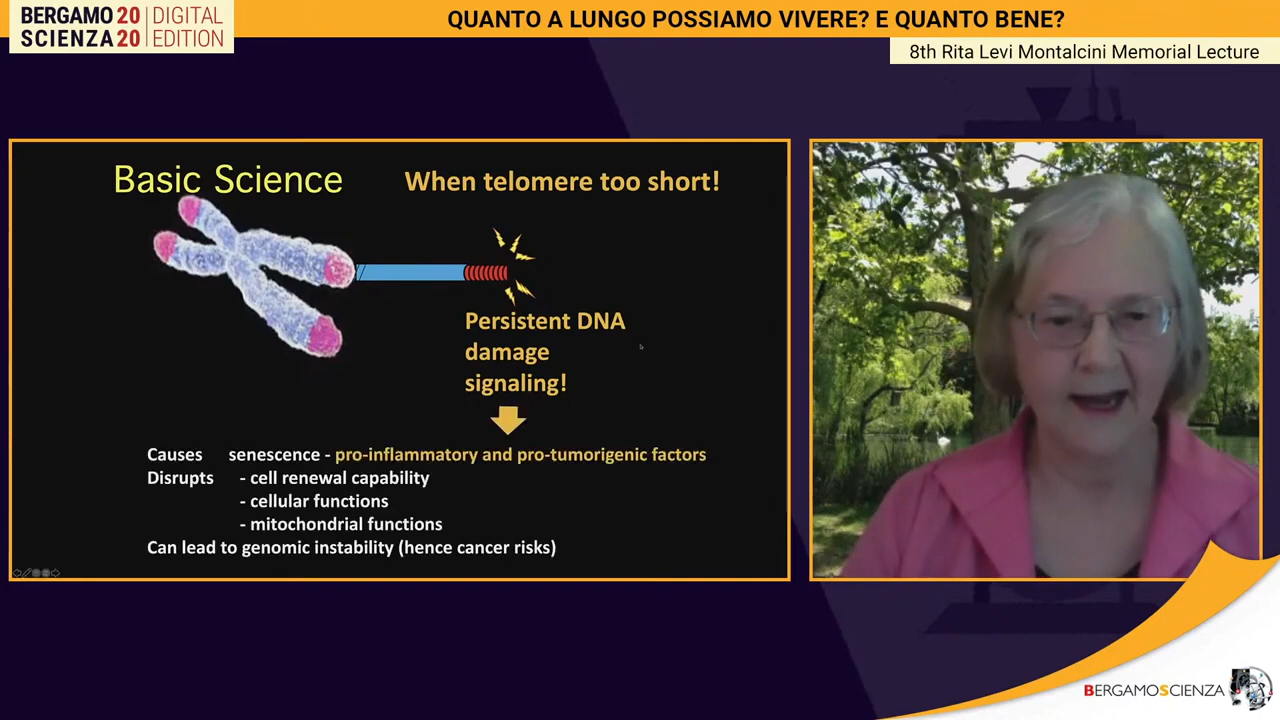 BERGAMO 20 DIGITAL
SCIENZA 20 EDITION
QUANTO A LUNGO POSSIAMO VIVERE? E QUANTO BENE?
8th Rita Levi Montalcini Memorial Lecture
Basic Science
When telomere too short!
Persistent DNA
damage
signaling!
Causes senescence - pro-inflammatory and pro-tumorigenic factors
Disrupts - cell renewal capability
- cellular functions
- mitochondrial functions
Can lead to genomic instability (hence cancer risks)
BERGAMOSCIENZA